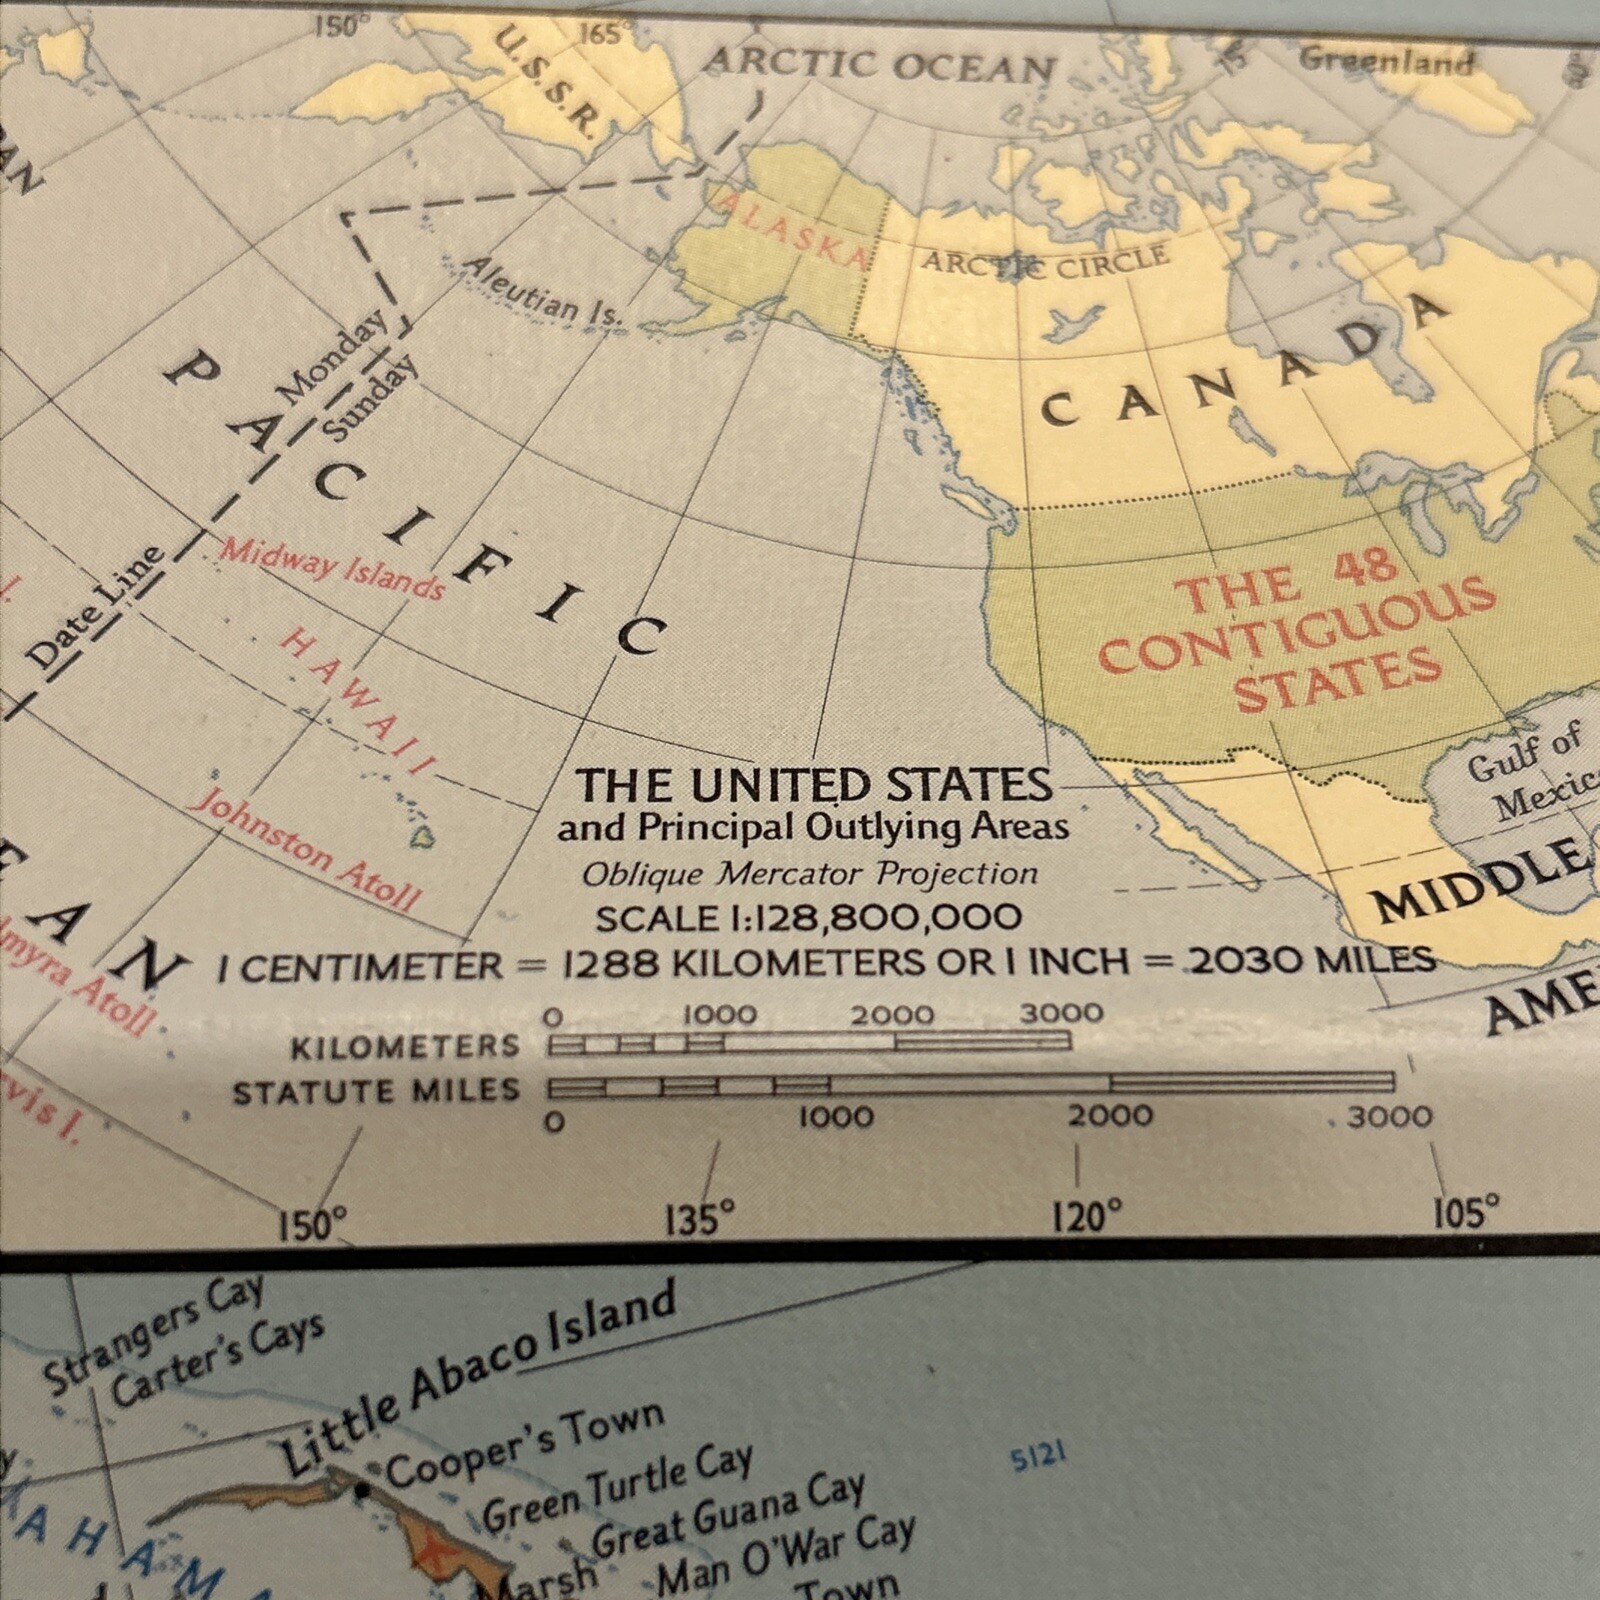 150°
165°
ARCTIC OCEAN
Greenland
U.S.S.R.
ALASKA
ARCTIC CIRCLE
Aleutian Is.
CANADA
Monday
Sunday
PACIFIC
Midway Islands
Date Line
HAWAII
THE 48
CONTIGUOUS
STATES
Gulf of
Johnston Atoll
THE UNITED STATES
and Principal Outlying Areas
Oblique Mercator Projection
SCALE 1:128,800,000
1 CENTIMETER = 1288 KILOMETERS OR 1 INCH = 2030 MILES
MIDDLE
0 1000 2000 3000
KILOMETERS
STATUTE MILES
0 1000 2000 3000
150° 135° 120° 105°
Strangers Cay
Carter's Cays
Little Abaco Island
Cooper's Town
Green Turtle Cay
Great Guana Cay
Man O'War Cay
Marsh
Town
5121